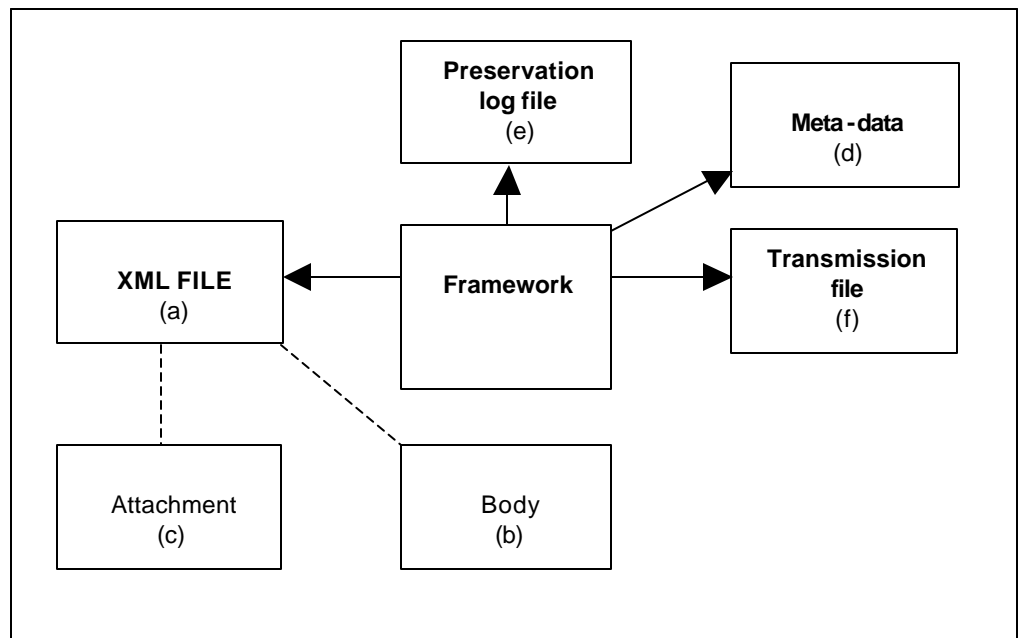 Preservation
log file
(e)
Meta-data
(d)
XML FILE
(a)
Framework
Transmission
file
(f)
Attachment
(c)
Body
(b)